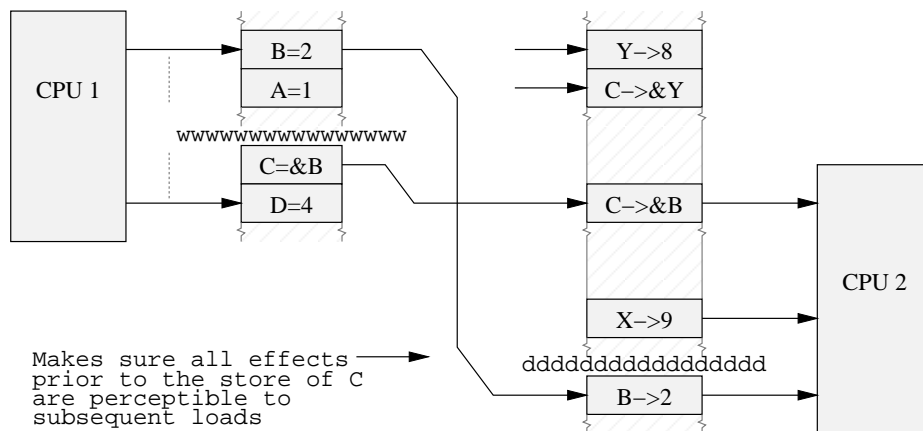 CPU 1
B=2
A=1
wwwwwwwwwwwwwwww
C=&B
D=4
Y->8
C->&Y
C->&B
X->9
ddddddddddddddddd
B->2
CPU 2
Makes sure all effects
prior to the store of C
are perceptible to
subsequent loads